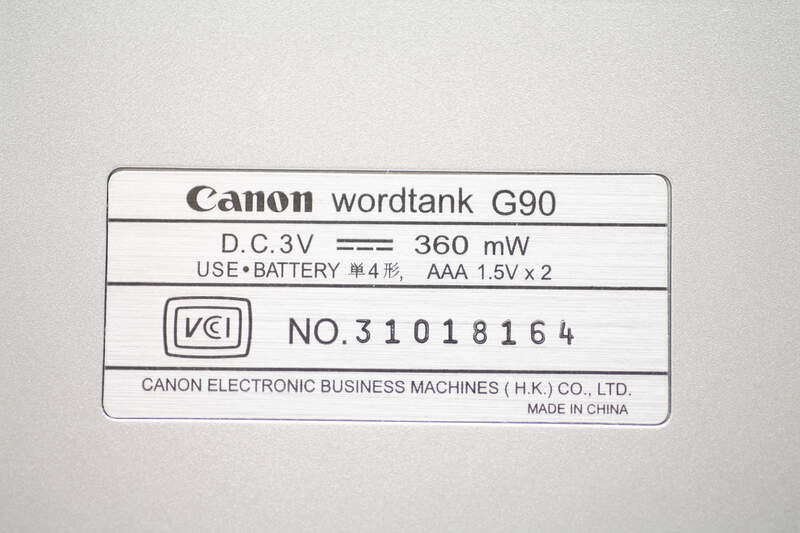 Canon wordtank G90
D.C.3V ⎓ 360 mW
USE•BATTERY 単4形, AAA 1.5V x 2
VCCI NO.31018164
CANON ELECTRONIC BUSINESS MACHINES ( H.K.) CO., LTD.
MADE IN CHINA